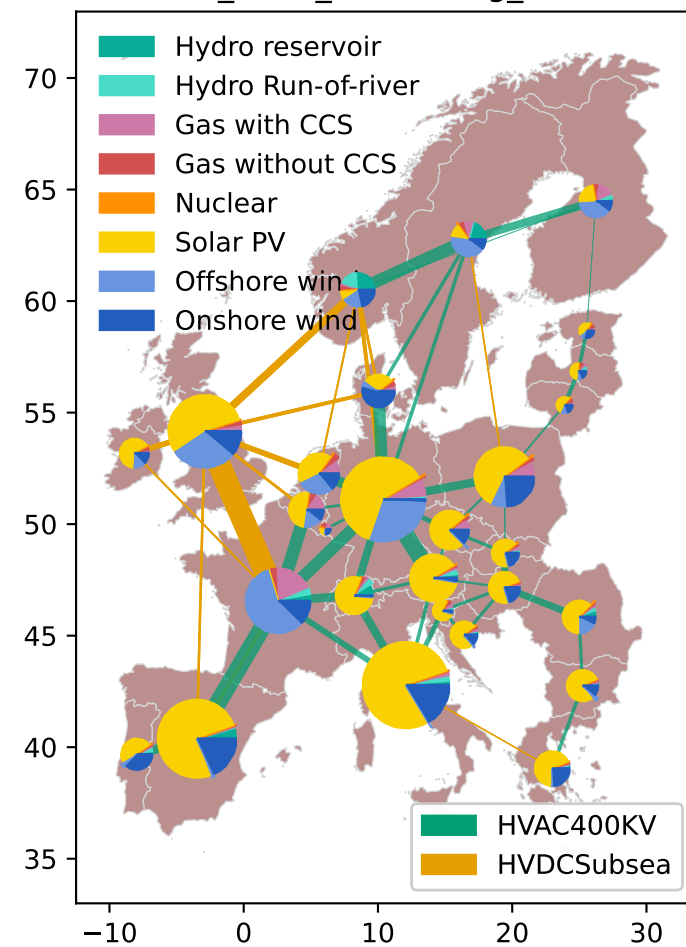 Hydro reservoir
Hydro Run-of-river
Gas with CCS
Gas without CCS
Nuclear
Solar PV
Offshore wind
Onshore wind
70
65
60
55
50
45
40
35
HVAC400KV
HVDCSubsea
−10
0
10
20
30